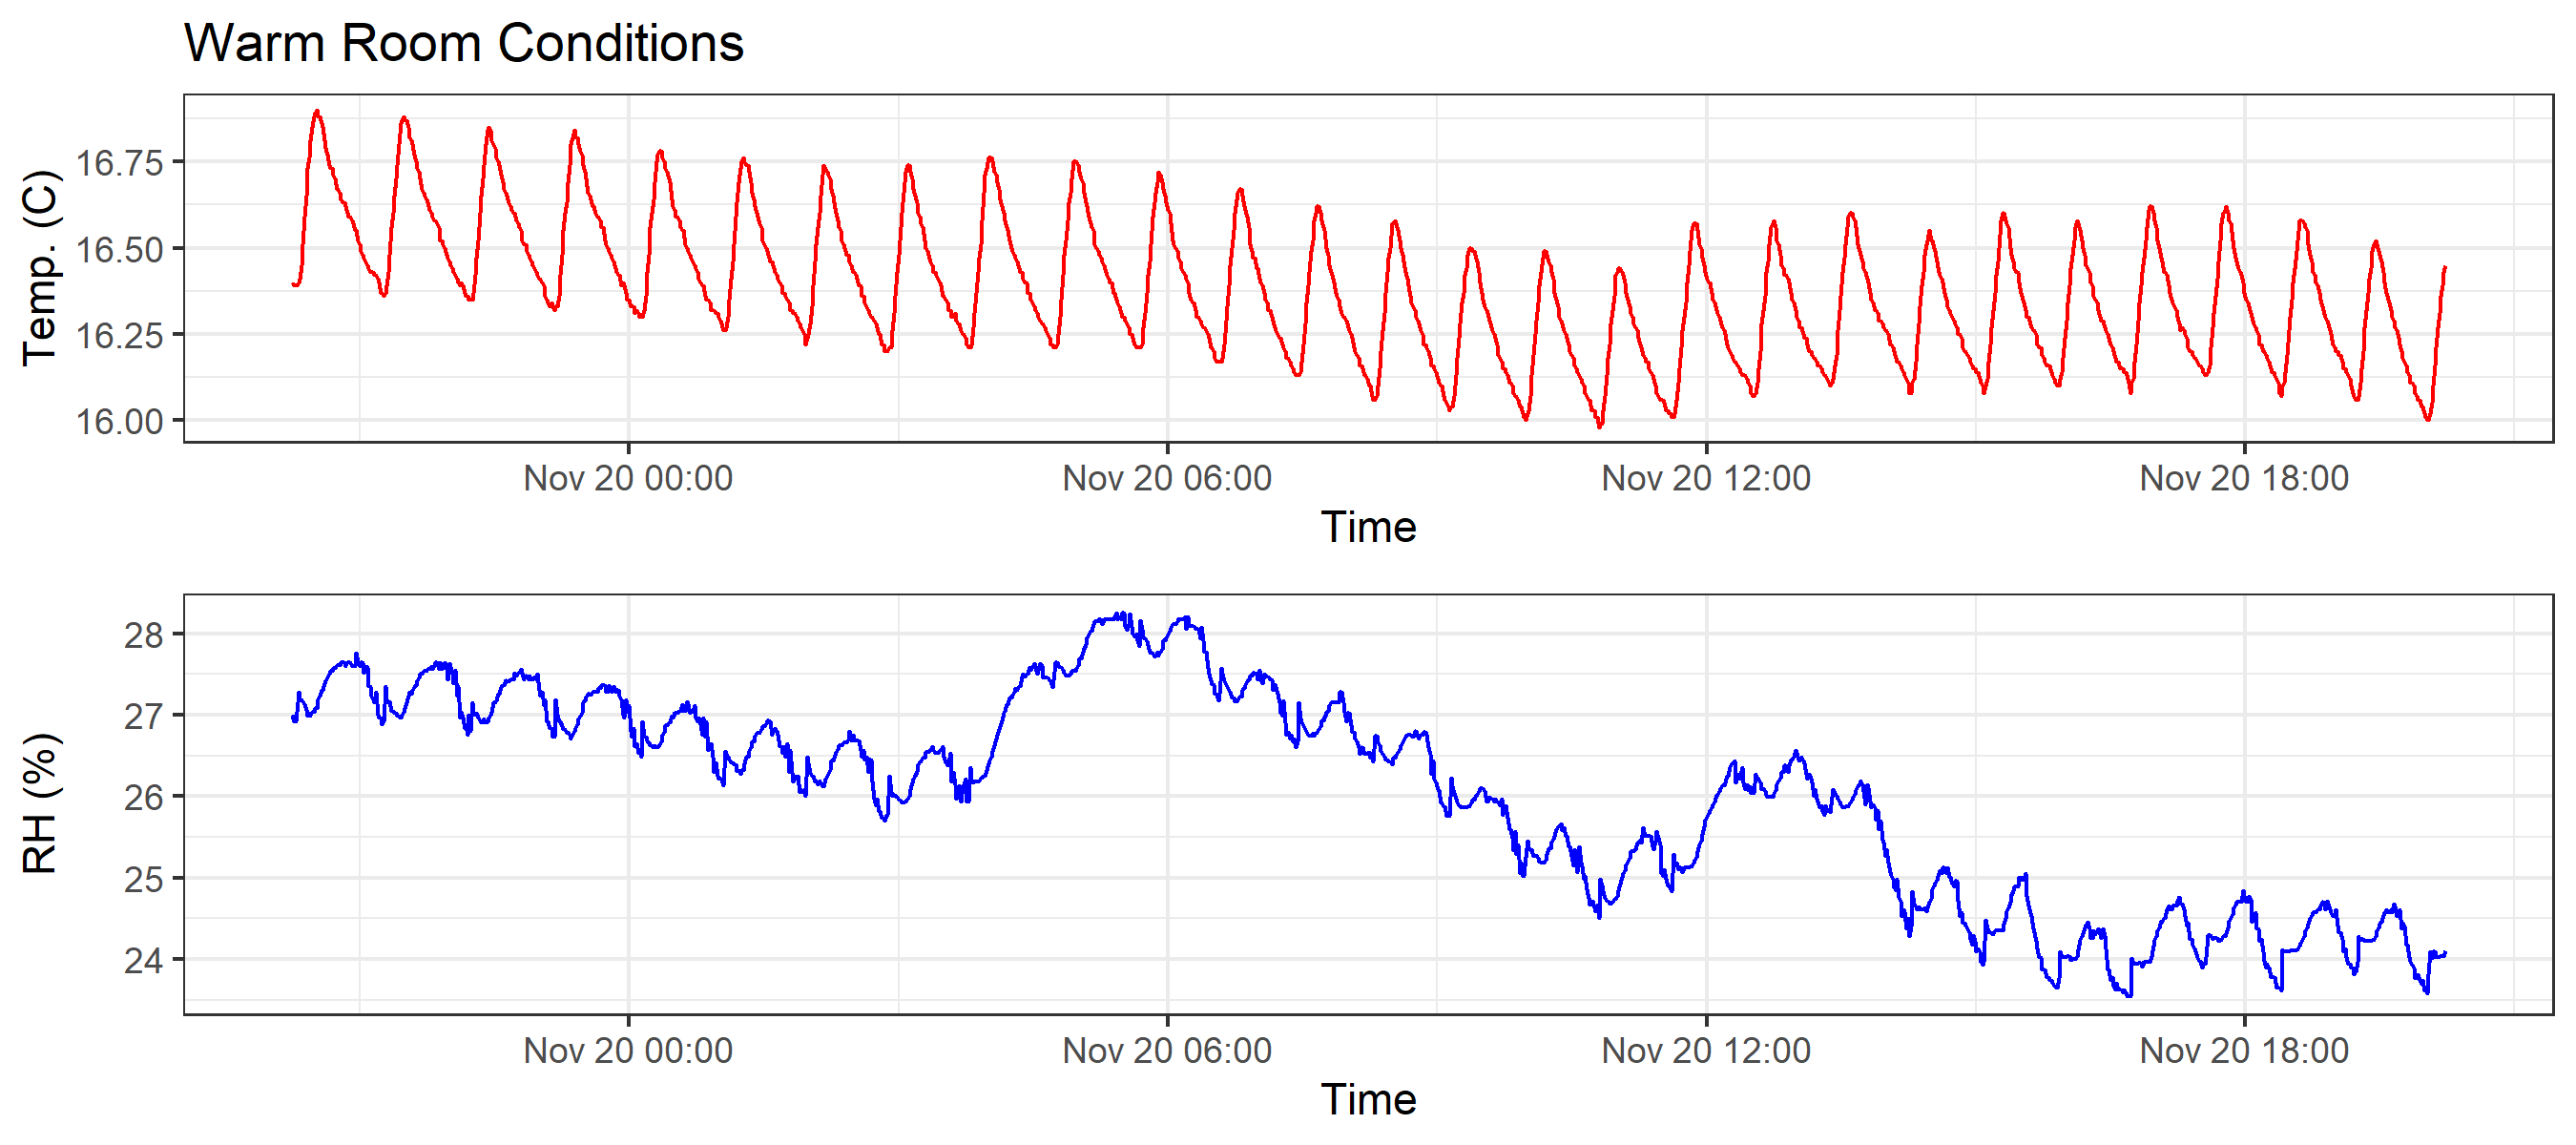 Warm Room Conditions
Temp. (C)
16.75
16.50
16.25
16.00
Nov 20 00:00 Nov 20 06:00 Nov 20 12:00 Nov 20 18:00
Time
RH (%)
28
27
26
25
24
Nov 20 00:00 Nov 20 06:00 Nov 20 12:00 Nov 20 18:00
Time